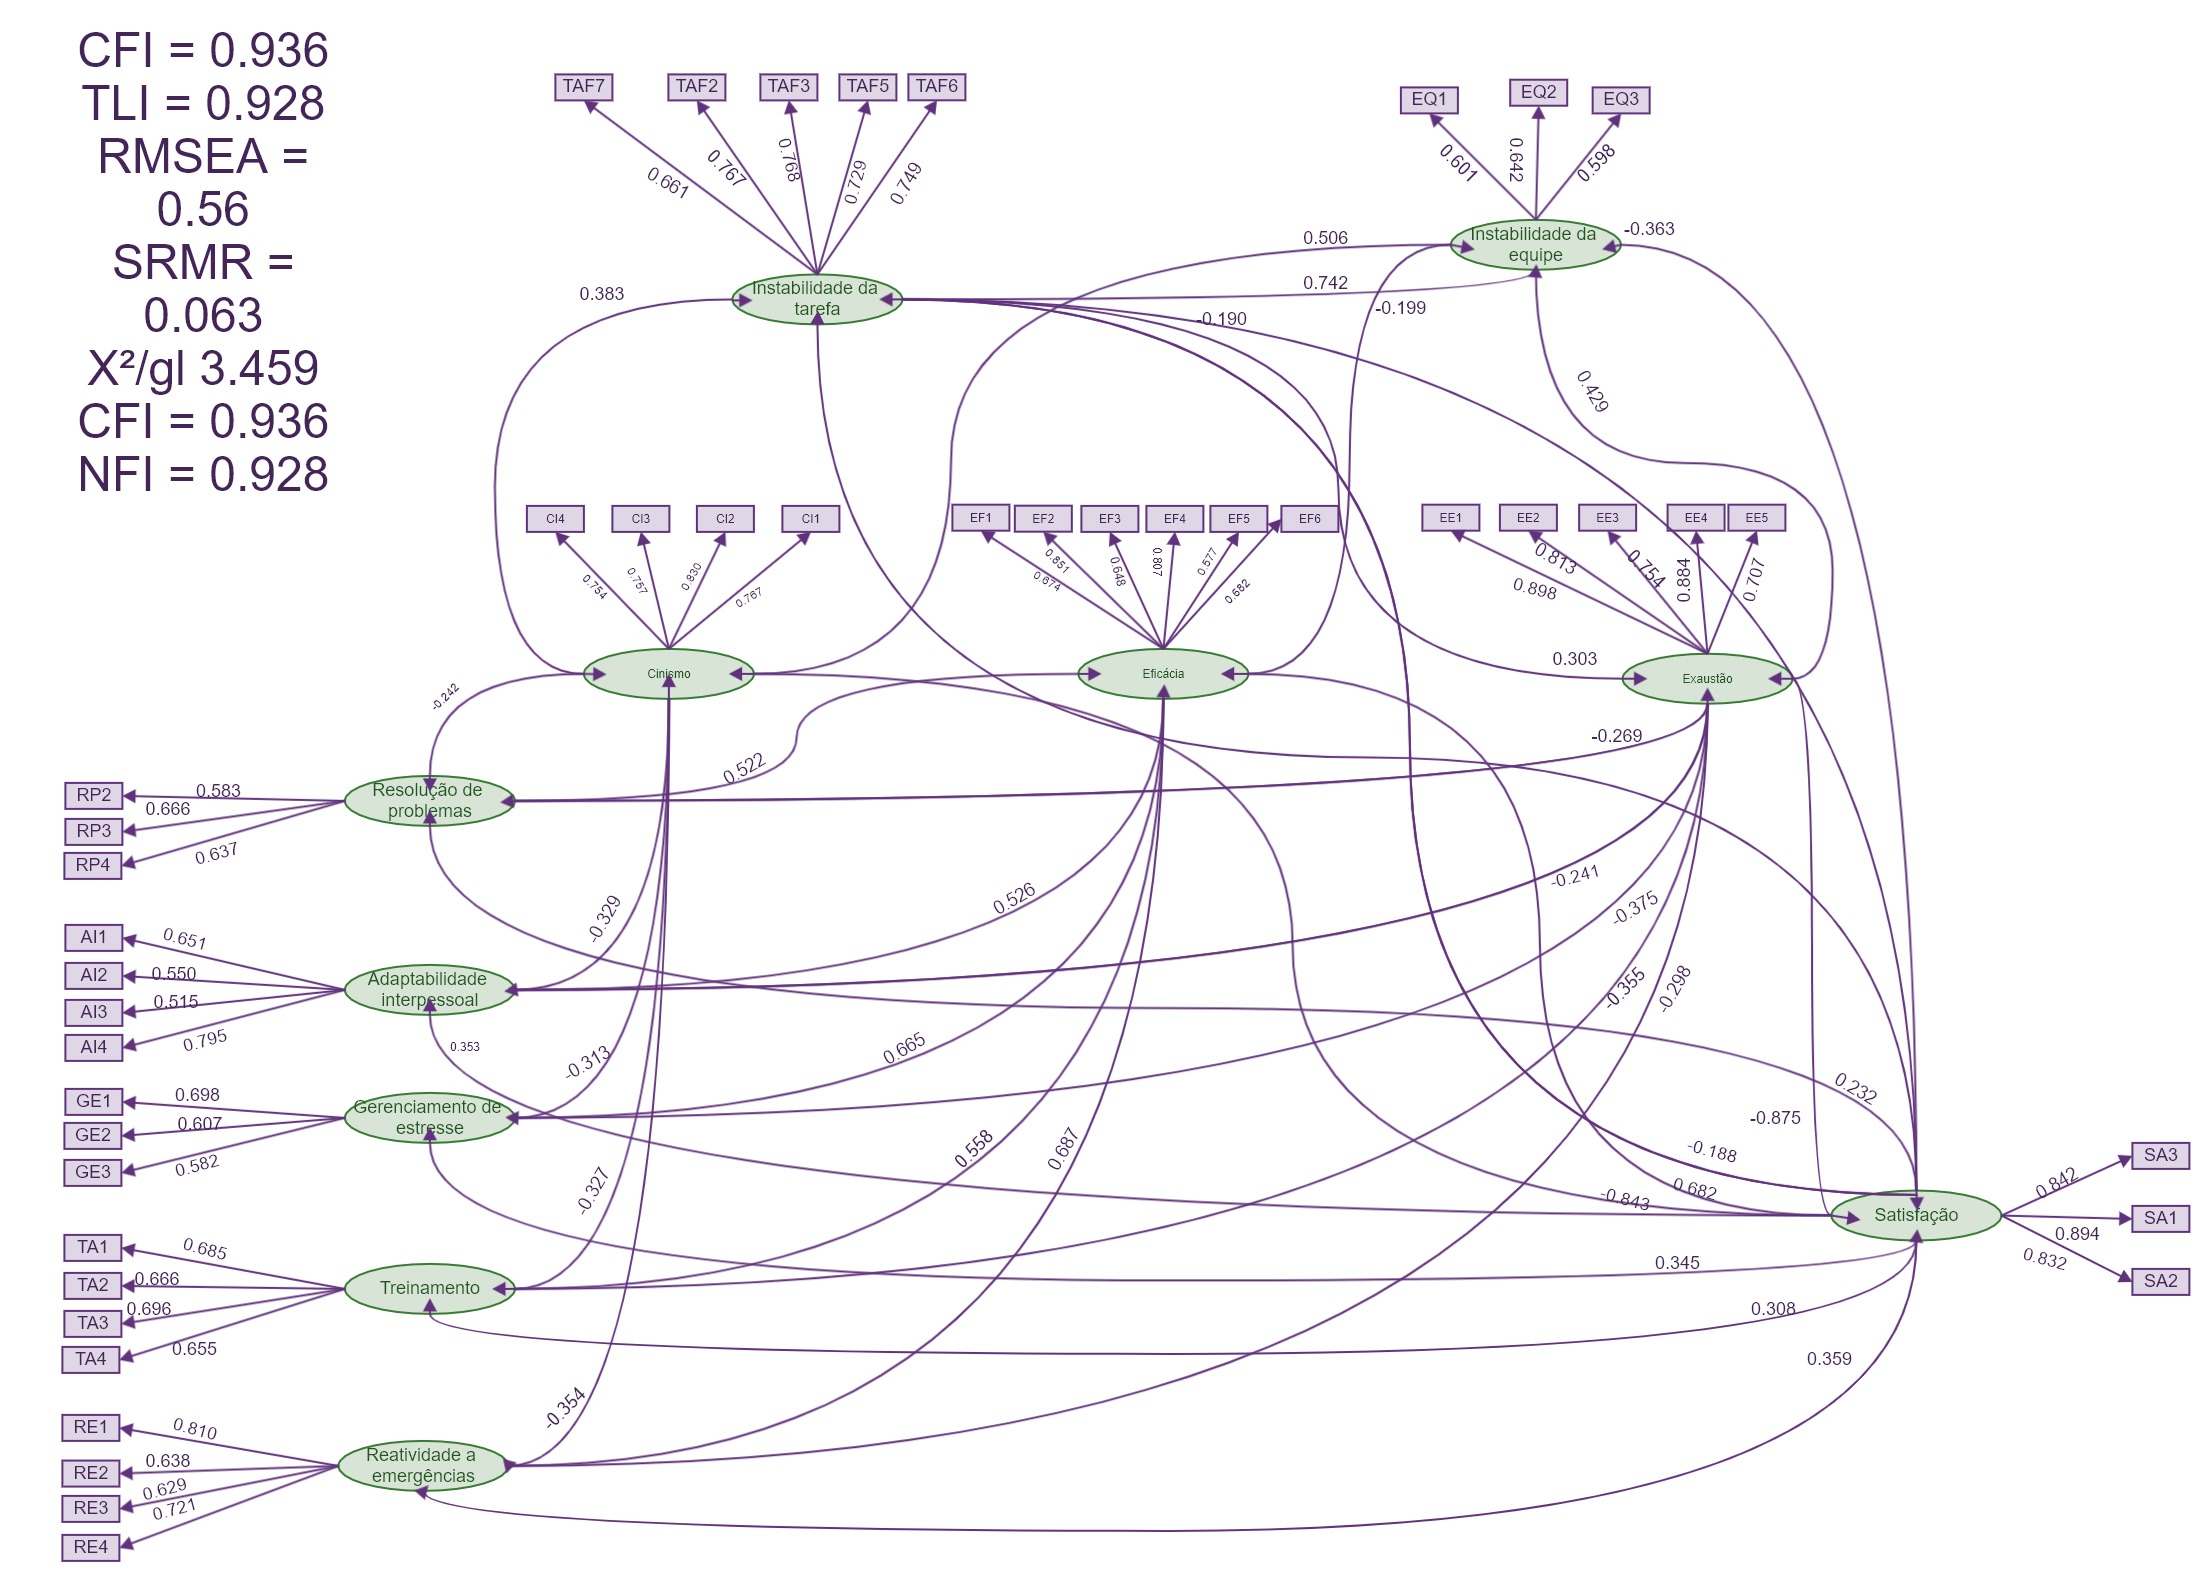 CFI = 0.936
TLI = 0.928
RMSEA =
0.56
SRMR =
0.063
X²/gl 3.459
CFI = 0.936
NFI = 0.928
TAF7
TAF2
TAF3
TAF5
TAF6
0.661
0.767
0.768
0.729
0.749
Instabilidade da
tarefa
EQ1
EQ2
EQ3
0.601
0.642
0.598
Instabilidade da
equipe
-0.363
0.506
0.383
0.742
-0.190
-0.199
0.429
CI4
CI3
CI2
CI1
0.754
0.757
0.830
0.767
Cinismo
EF1
EF2
EF3
EF4
EF5
EF6
0.674
0.851
0.648
0.807
0.577
0.682
Eficácia
EE1
EE2
EE3
EE4
EE5
0.898
0.813
0.754
0.884
0.707
Exaustão
0.303
-0.242
-0.269
0.522
RP2
RP3
RP4
0.583
0.666
0.637
Resolução de
problemas
-0.329
0.526
-0.241
-0.375
AI1
AI2
AI3
AI4
0.651
0.550
0.515
0.795
Adaptabilidade
interpessoal
0.353
-0.313
0.665
-0.355
-0.298
GE1
GE2
GE3
0.698
0.607
0.582
Gerenciamento de
estresse
-0.327
0.558
0.687
0.232
-0.875
-0.188
-0.843
0.682
Satisfação
SA3
SA1
SA2
0.842
0.894
0.832
TA1
TA2
TA3
TA4
0.685
0.666
0.696
0.655
Treinamento
0.345
0.308
0.359
-0.354
RE1
RE2
RE3
RE4
0.810
0.638
0.629
0.721
Reatividade a
emergências